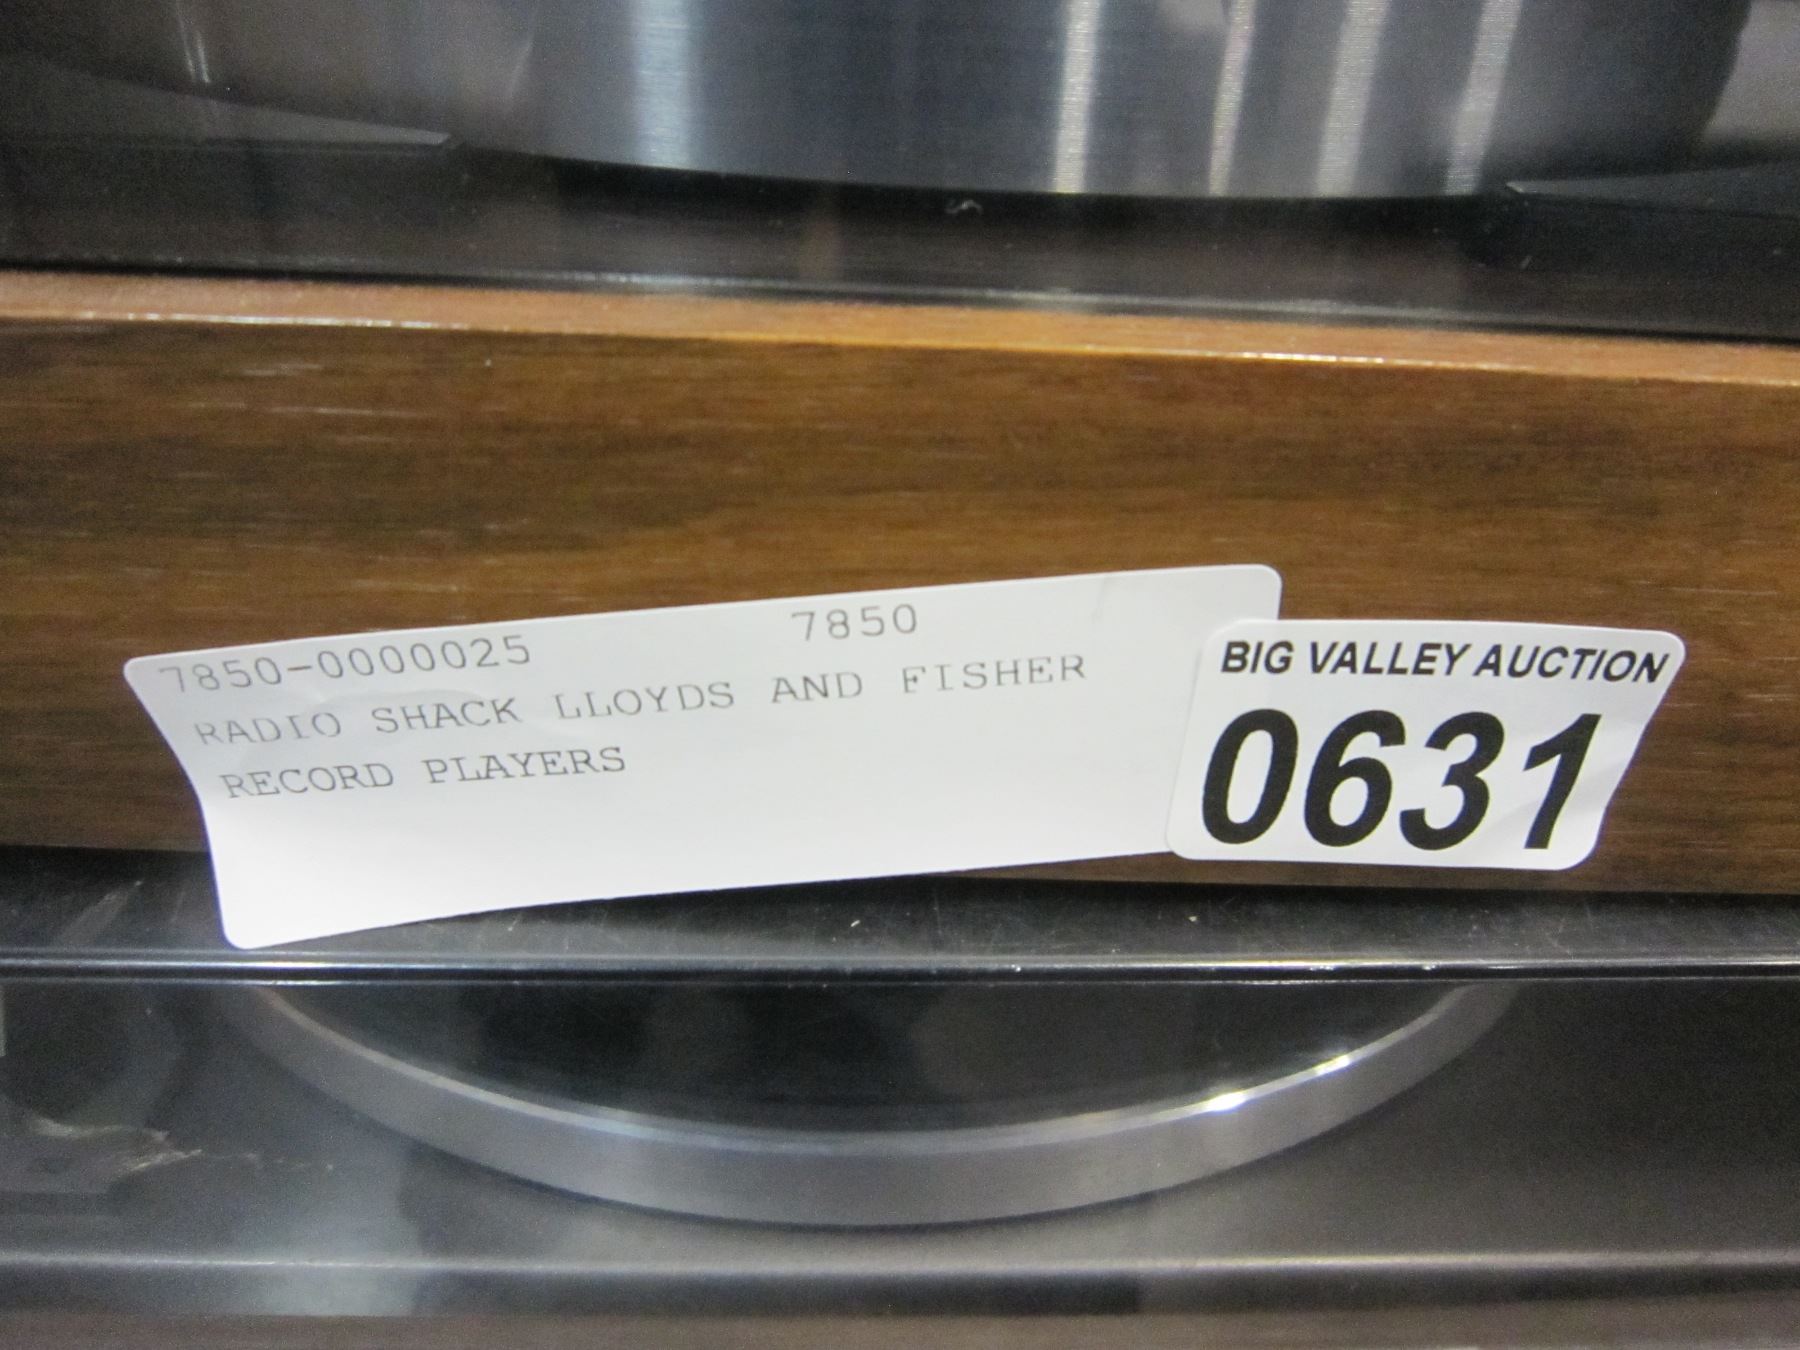 7850-0000025 7850
RADIO SHACK LLOYDS AND FISHER
RECORD PLAYERS
BIG VALLEY AUCTION
0631